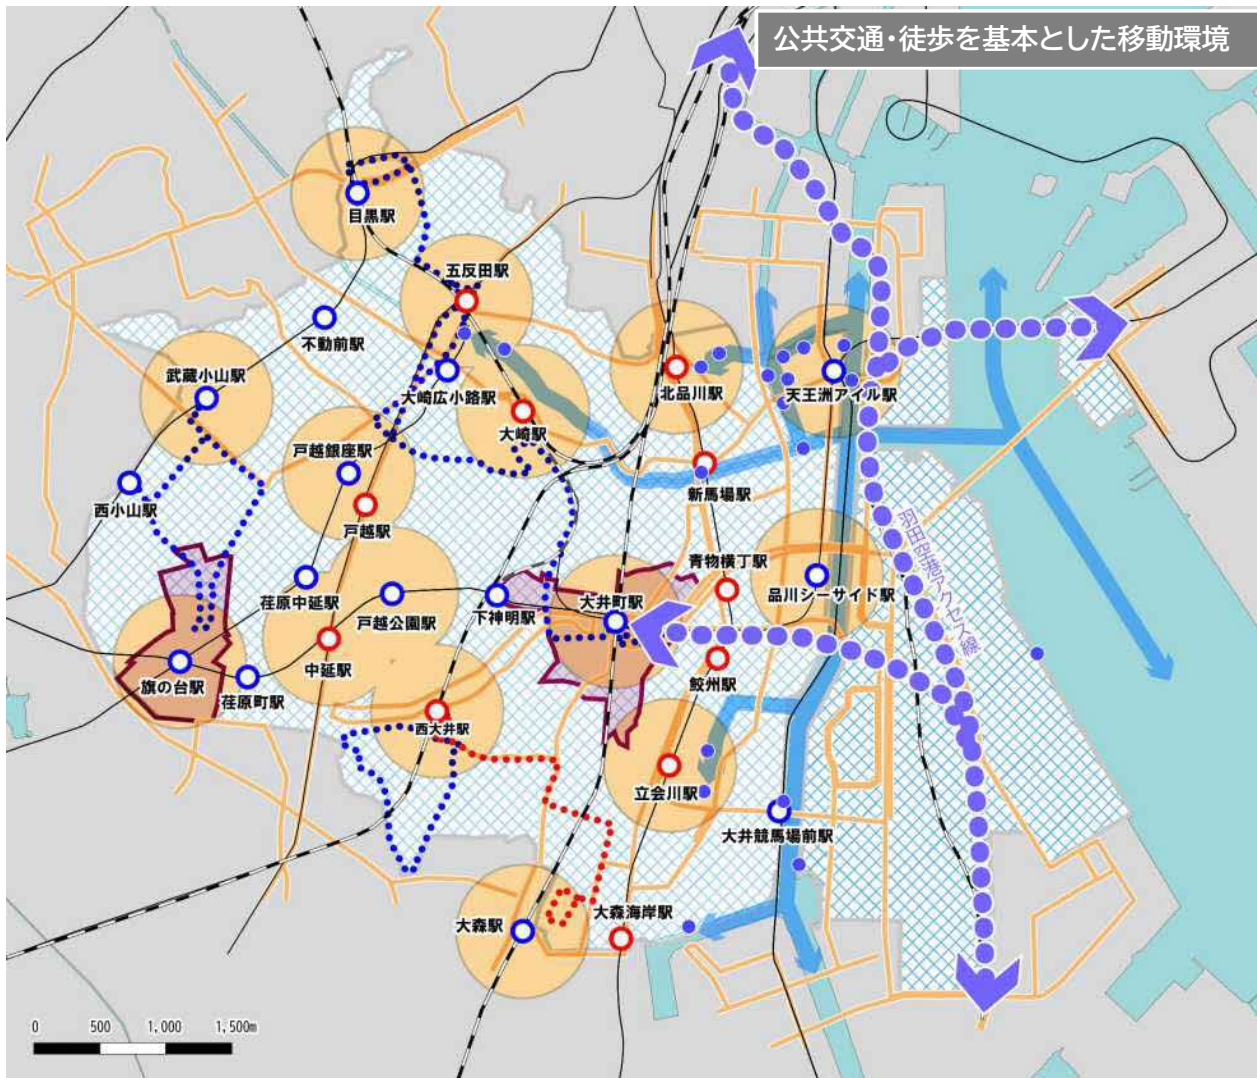 公共交通・徒歩を基本とした移動環境
目黒駅
五反田駅
不動前駅
武蔵小山駅
大崎広小路駅
北品川駅
天王洲アイル駅
大崎駅
戸越銀座駅
西小山駅
新馬場駅
戸越駅
羽田空港アクセス線
青物横丁駅
荏原中延駅
戸越公園駅
下神明駅
大井町駅
品川シーサイド駅
中延駅
旗の台駅
荏原町駅
鮫州駅
西大井駅
立会川駅
大井競馬場前駅
大森駅
大森海岸駅
0 500 1,000 1,500m